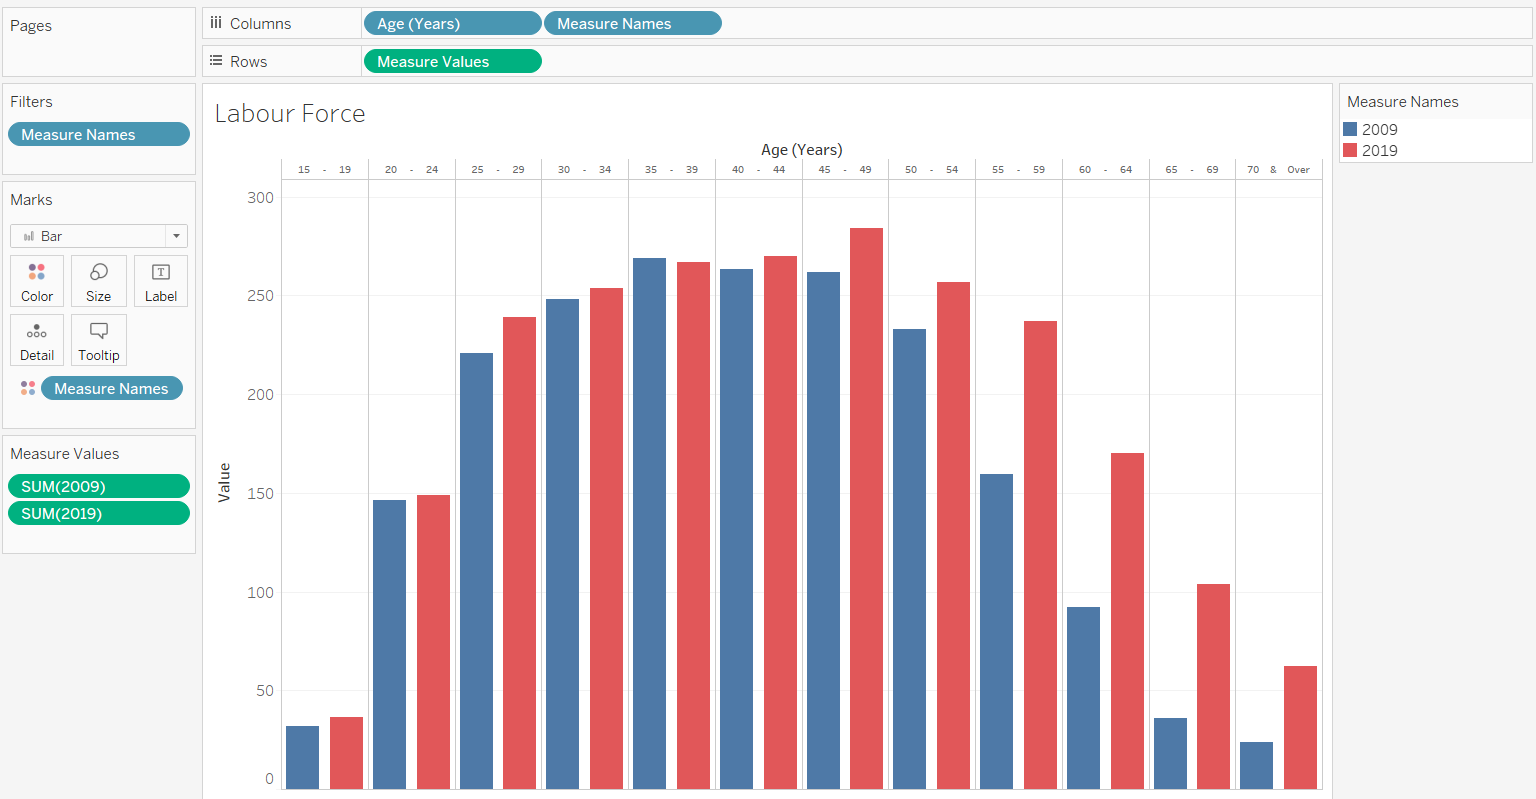 Pages
Columns
Age (Years)
Measure Names
Rows
Measure Values
Filters
Measure Names
Marks
Bar
Color
Size
Label
T
Detail
Tooltip
Measure Names
Measure Values
SUM(2009)
SUM(2019)
Labour Force
Age (Years)
15 - 19
20 - 24
25 - 29
30 - 34
35 - 39
40 - 44
45 - 49
50 - 54
55 - 59
60 - 64
65 - 69
70 & Over
300
250
200
150
100
50
0
Value
Measure Names
2009
2019